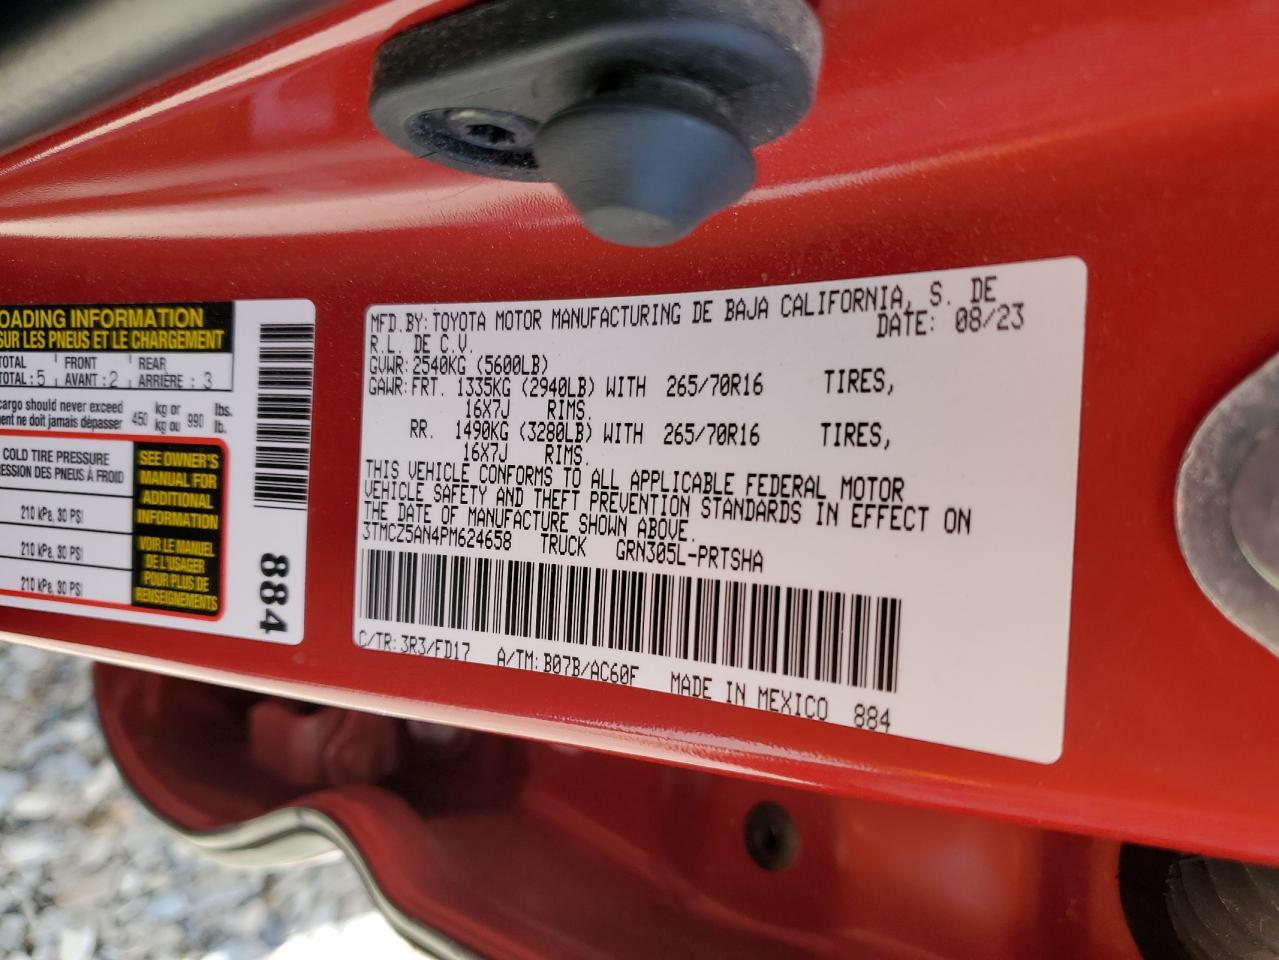 OADING INFORMATION
SUR LES PNEUS ET LE CHARGEMENT
TOTAL FRONT REAR
TOTAL : 5 AVANT : 2 ARRIÈRE : 3
cargo should never exceed 450 kg or 990 lbs.
ent ne doit jamais dépasser kg ou lb.
COLD TIRE PRESSURE
ESSION DES PNEUS À FROID
210 kPa, 30 PSI
210 kPa, 30 PSI
210 kPa, 30 PSI
SEE OWNER'S
MANUAL FOR
ADDITIONAL
INFORMATION
VOIR LE MANUEL
DE L'USAGER
POUR PLUS DE
RENSEIGNEMENTS
884
MFD.BY: TOYOTA MOTOR MANUFACTURING DE BAJA CALIFORNIA, S. DE
R.L. DE C.V. DATE: 08/23
GVWR: 2540KG (5600LB)
GAWR: FRT. 1335KG (2940LB) WITH 265/70R16 TIRES,
16X7J RIMS.
RR. 1490KG (3280LB) WITH 265/70R16 TIRES,
16X7J RIMS.
THIS VEHICLE CONFORMS TO ALL APPLICABLE FEDERAL MOTOR
VEHICLE SAFETY AND THEFT PREVENTION STANDARDS IN EFFECT ON
THE DATE OF MANUFACTURE SHOWN ABOVE.
3TMCZ5AN4PM624658 TRUCK GRN305L-PRTSHA
C/TR: 3R3/FD17 A/TM: B07B/AC60F MADE IN MEXICO 884